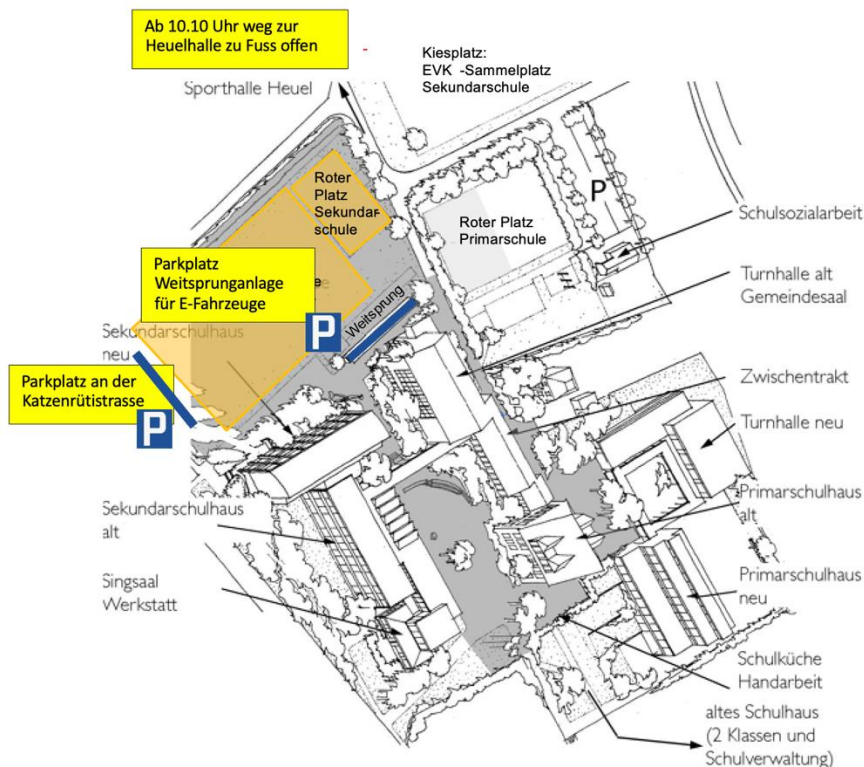 Ab 10.10 Uhr weg zur
Heuelhalle zu Fuss offen
-
Kiesplatz:
EVK -Sammelplatz
Sekundarschule
Sporthalle Heuel
Roter
Platz
Sekundar-
schule
Roter Platz
Primarschule
P
Schulsozialarbeit
Turnhalle alt
Gemeindesaal
Parkplatz
Weitsprunganlage
für E-Fahrzeuge
P
Weitsprung
Sekundarschulhaus
neu
Parkplatz an der
Katzenrütistrasse
P
Zwischentrakt
Turnhalle neu
Primarschulhaus
alt
Sekundarschulhaus
alt
Singsaal
Werkstatt
Primarschulhaus
neu
Schulküche
Handarbeit
altes Schulhaus
(2 Klassen und
Schulverwaltung)